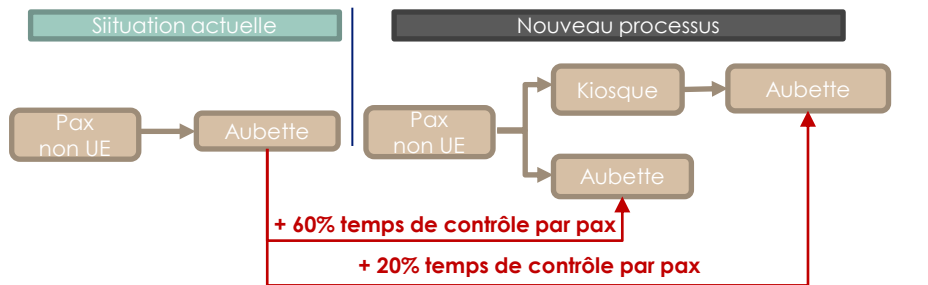 Siituation actuelle
Nouveau processus
Pax
non UE
Aubette
Pax
non UE
Kiosque
Aubette
Aubette
+ 60% temps de contrôle par pax
+ 20% temps de contrôle par pax